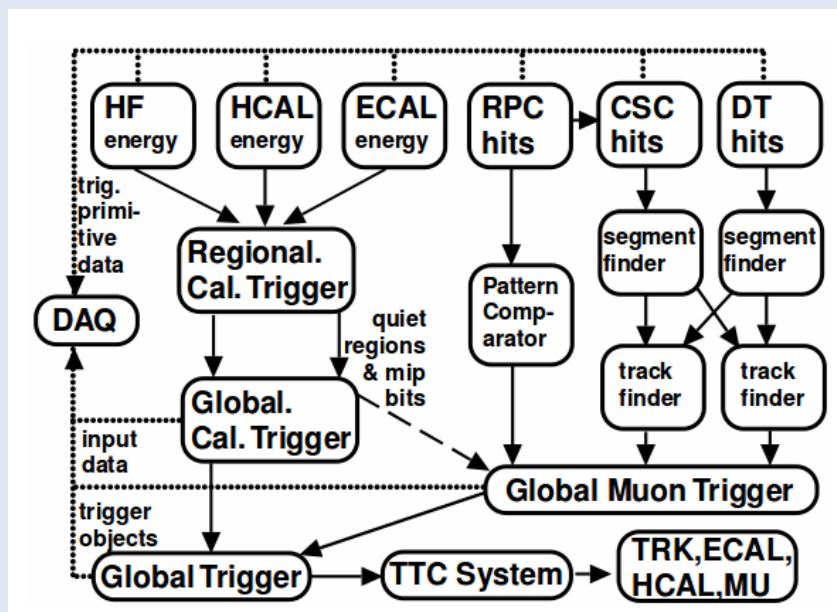 HF
energy
HCAL
energy
ECAL
energy
RPC
hits
CSC
hits
DT
hits
trig.
primi-
tive
data
Regional.
Cal. Trigger
segment
finder
segment
finder
Pattern
Comp-
arator
DAQ
quiet
regions
& mip
bits
track
finder
track
finder
Global.
Cal. Trigger
input
data
Global Muon Trigger
trigger
objects
Global Trigger
TTC System
TRK,ECAL,
HCAL,MU